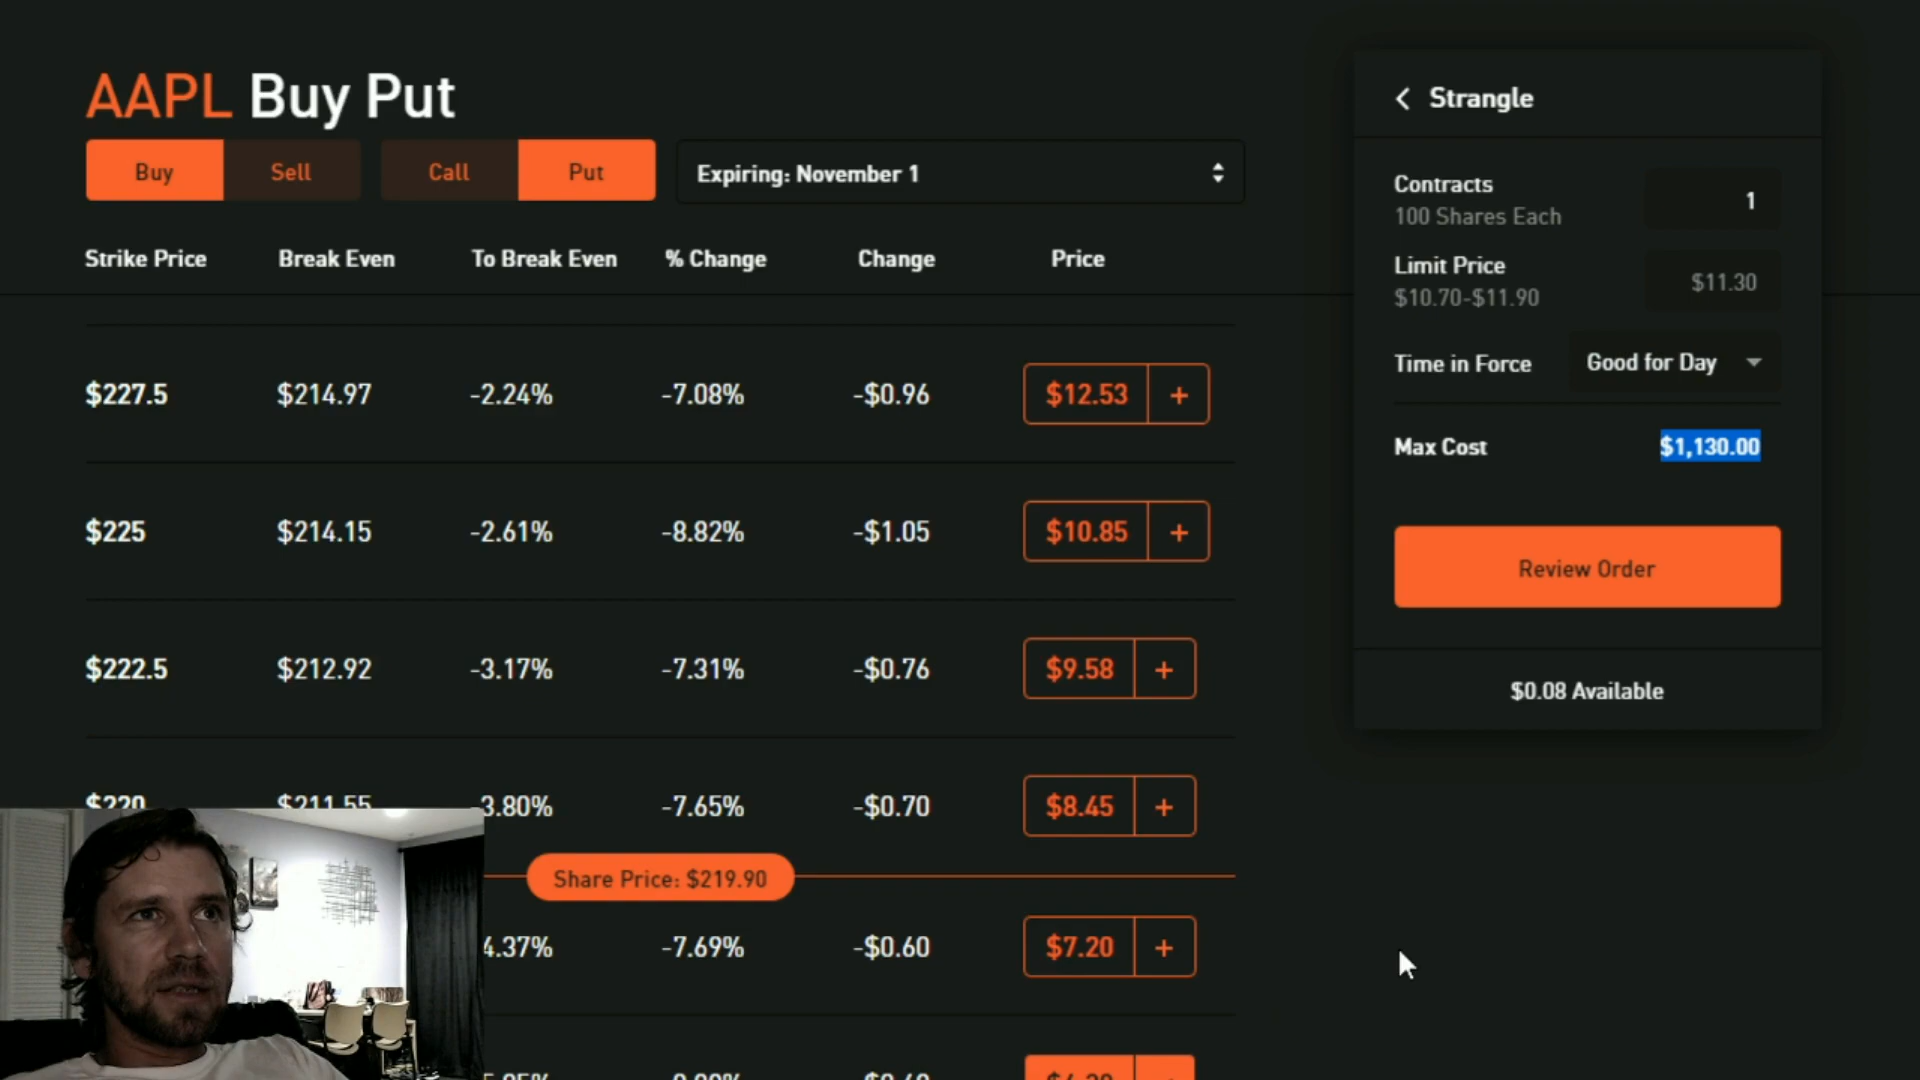 AAPL Buy Put
Buy Sell Call Put Expiring: November 1
Strike Price Break Even To Break Even % Change Change Price
$227.5 $214.97 -2.24% -7.08% -$0.96 $12.53 +
$225 $214.15 -2.61% -8.82% -$1.05 $10.85 +
$222.5 $212.92 -3.17% -7.31% -$0.76 $9.58 +
$220 $211.55 -3.80% -7.65% -$0.70 $8.45 +
Share Price: $219.90
4.37% -7.69% -$0.60 $7.20 +
Strangle
Contracts 1
100 Shares Each
Limit Price $11.30
$10.70-$11.90
Time in Force Good for Day
Max Cost $1,130.00
Review Order
$0.08 Available